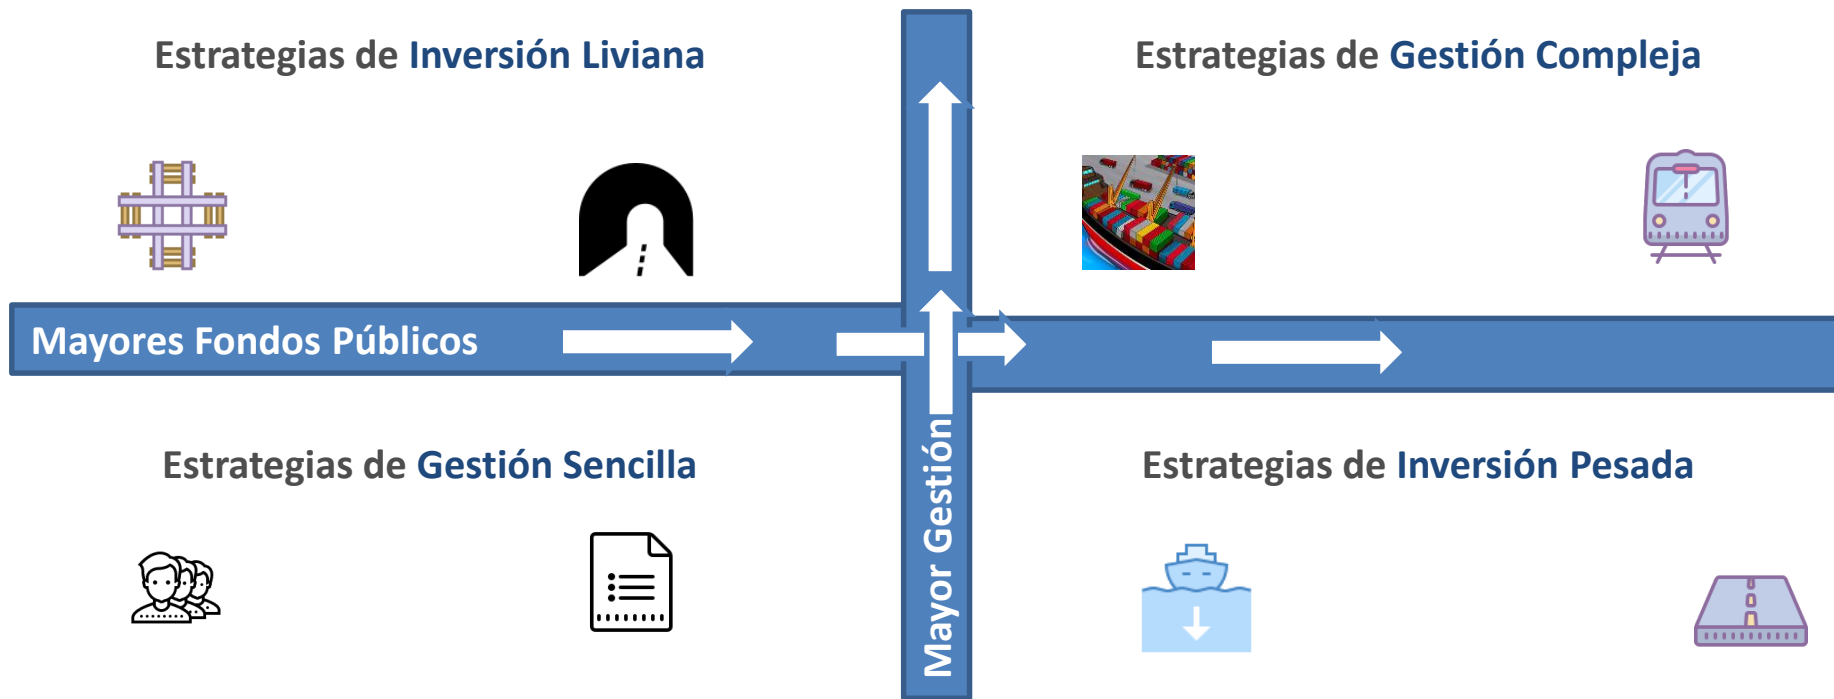 Estrategias de Inversión Liviana
Estrategias de Gestión Compleja
Mayores Fondos Públicos
Estrategias de Gestión Sencilla
Mayor Gestión
Estrategias de Inversión Pesada